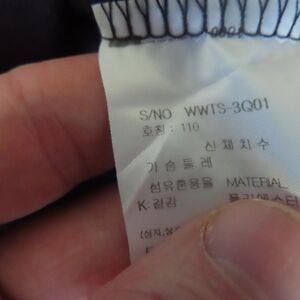 S/NO WWTS-3Q01
호칭 : 110
신체치수
가슴둘레
섬유혼용율 MATERIAL
K: 겉감 폴리에스터